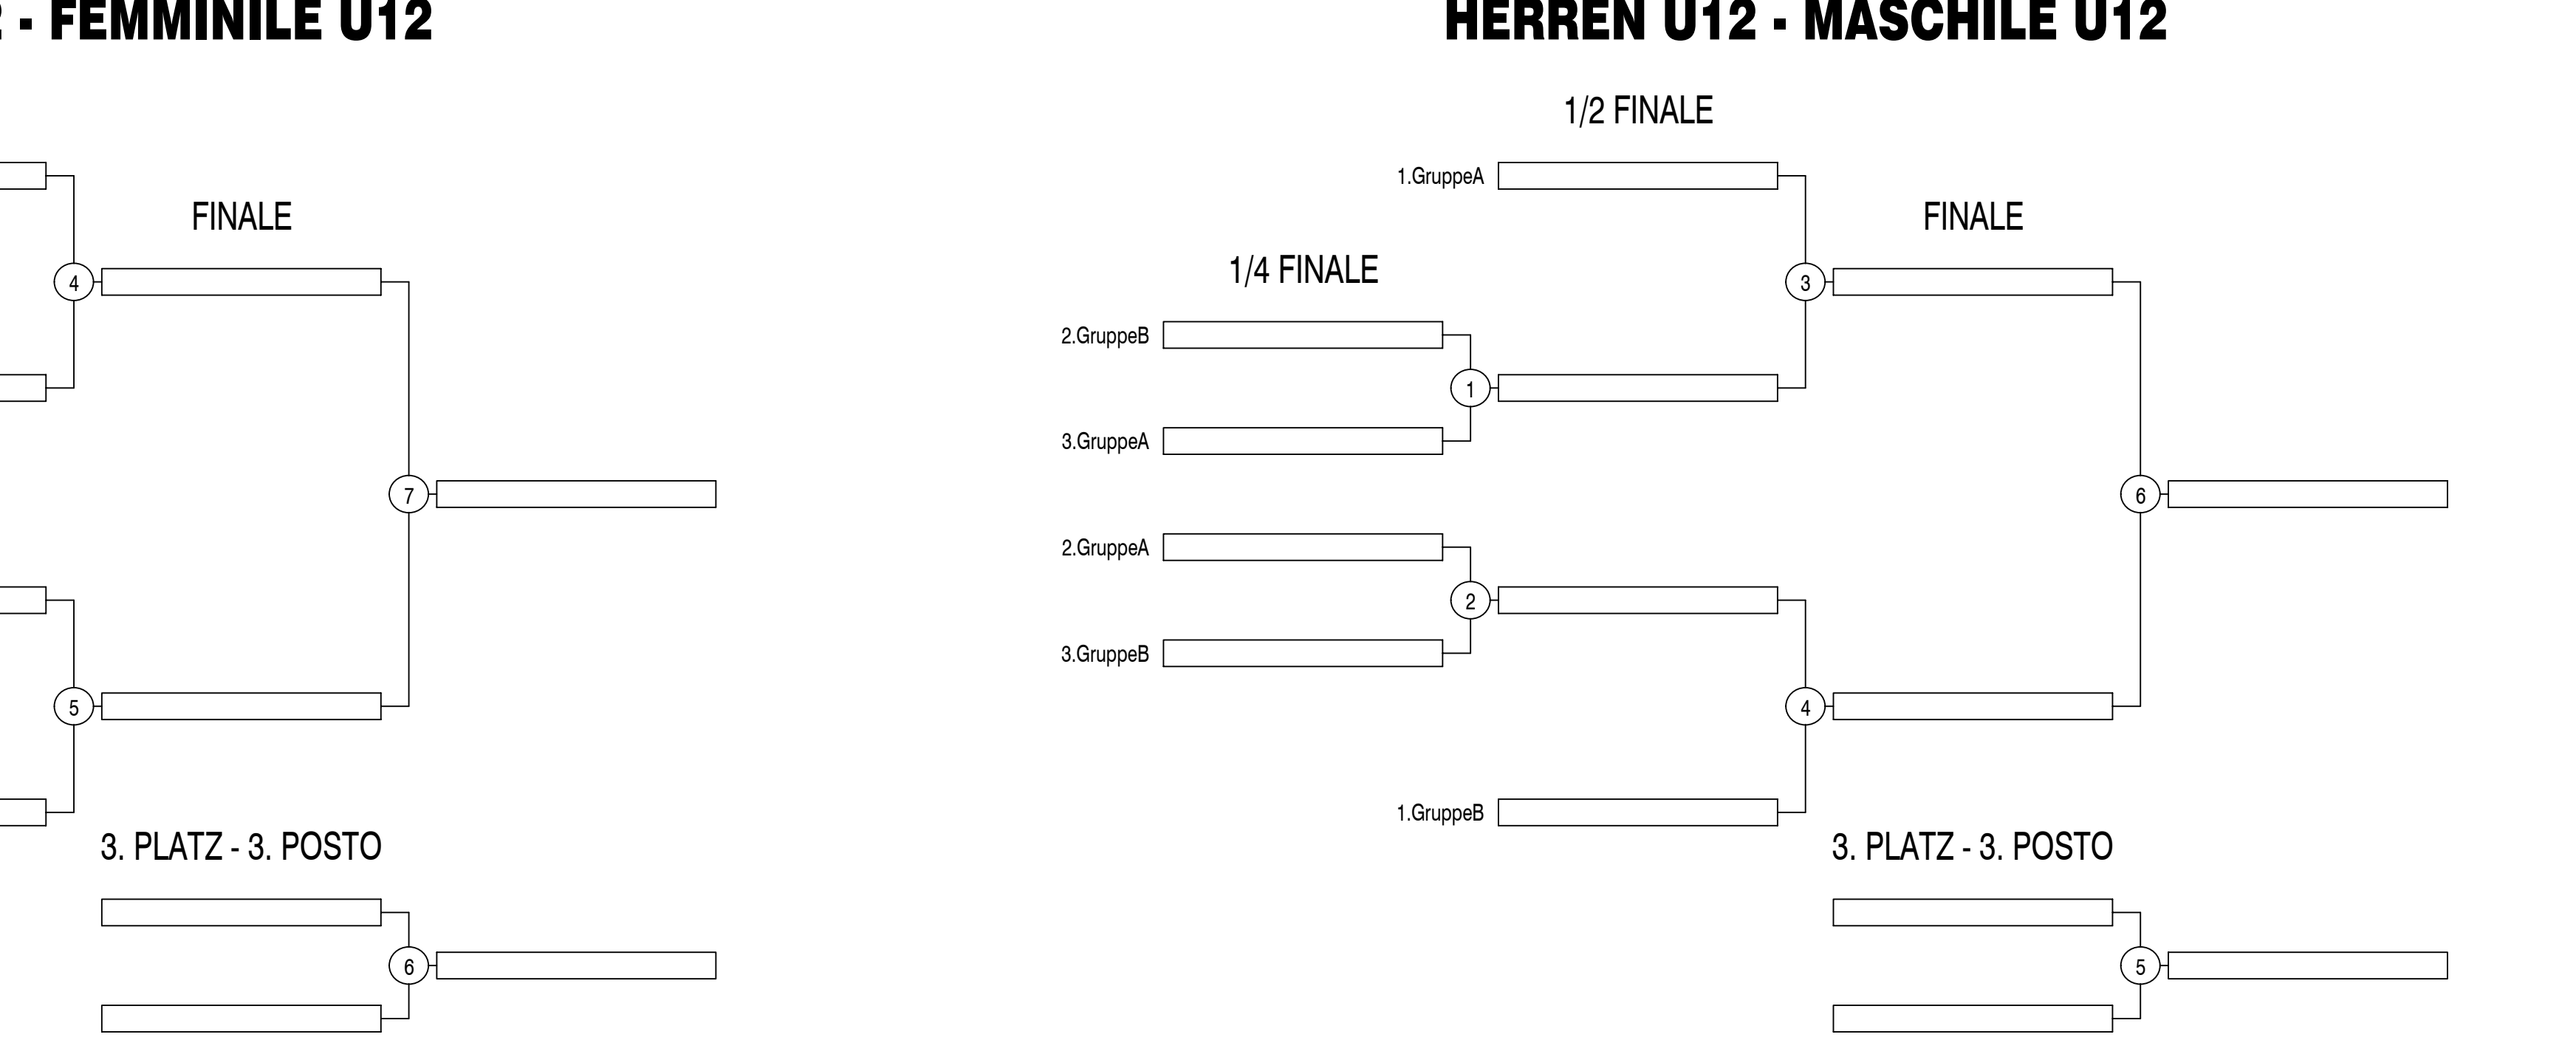 - FEMMINILE U12
FINALE
4
7
5
3. PLATZ - 3. POSTO
6
HERREN U12 - MASCHILE U12
1/2 FINALE
1.GruppeA
FINALE
1/4 FINALE
3
2.GruppeB
1
3.GruppeA
6
2.GruppeA
2
3.GruppeB
4
1.GruppeB
3. PLATZ - 3. POSTO
5